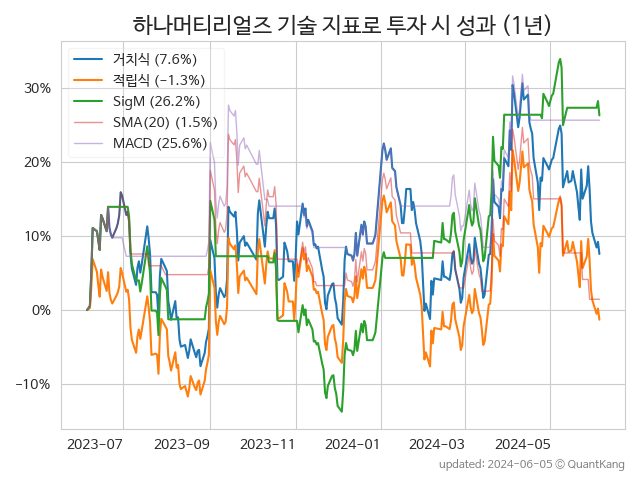 하나머티리얼즈 기술 지표로 투자 시 성과 (1년)
거치식 (7.6%)
적립식 (−1.3%)
SigM (26.2%)
SMA(20) (1.5%)
MACD (25.6%)
30%
20%
10%
0%
−10%
2023−07
2023−09
2023−11
2024−01
2024−03
2024−05
updated: 2024−06−05 ⓒ QuantKang